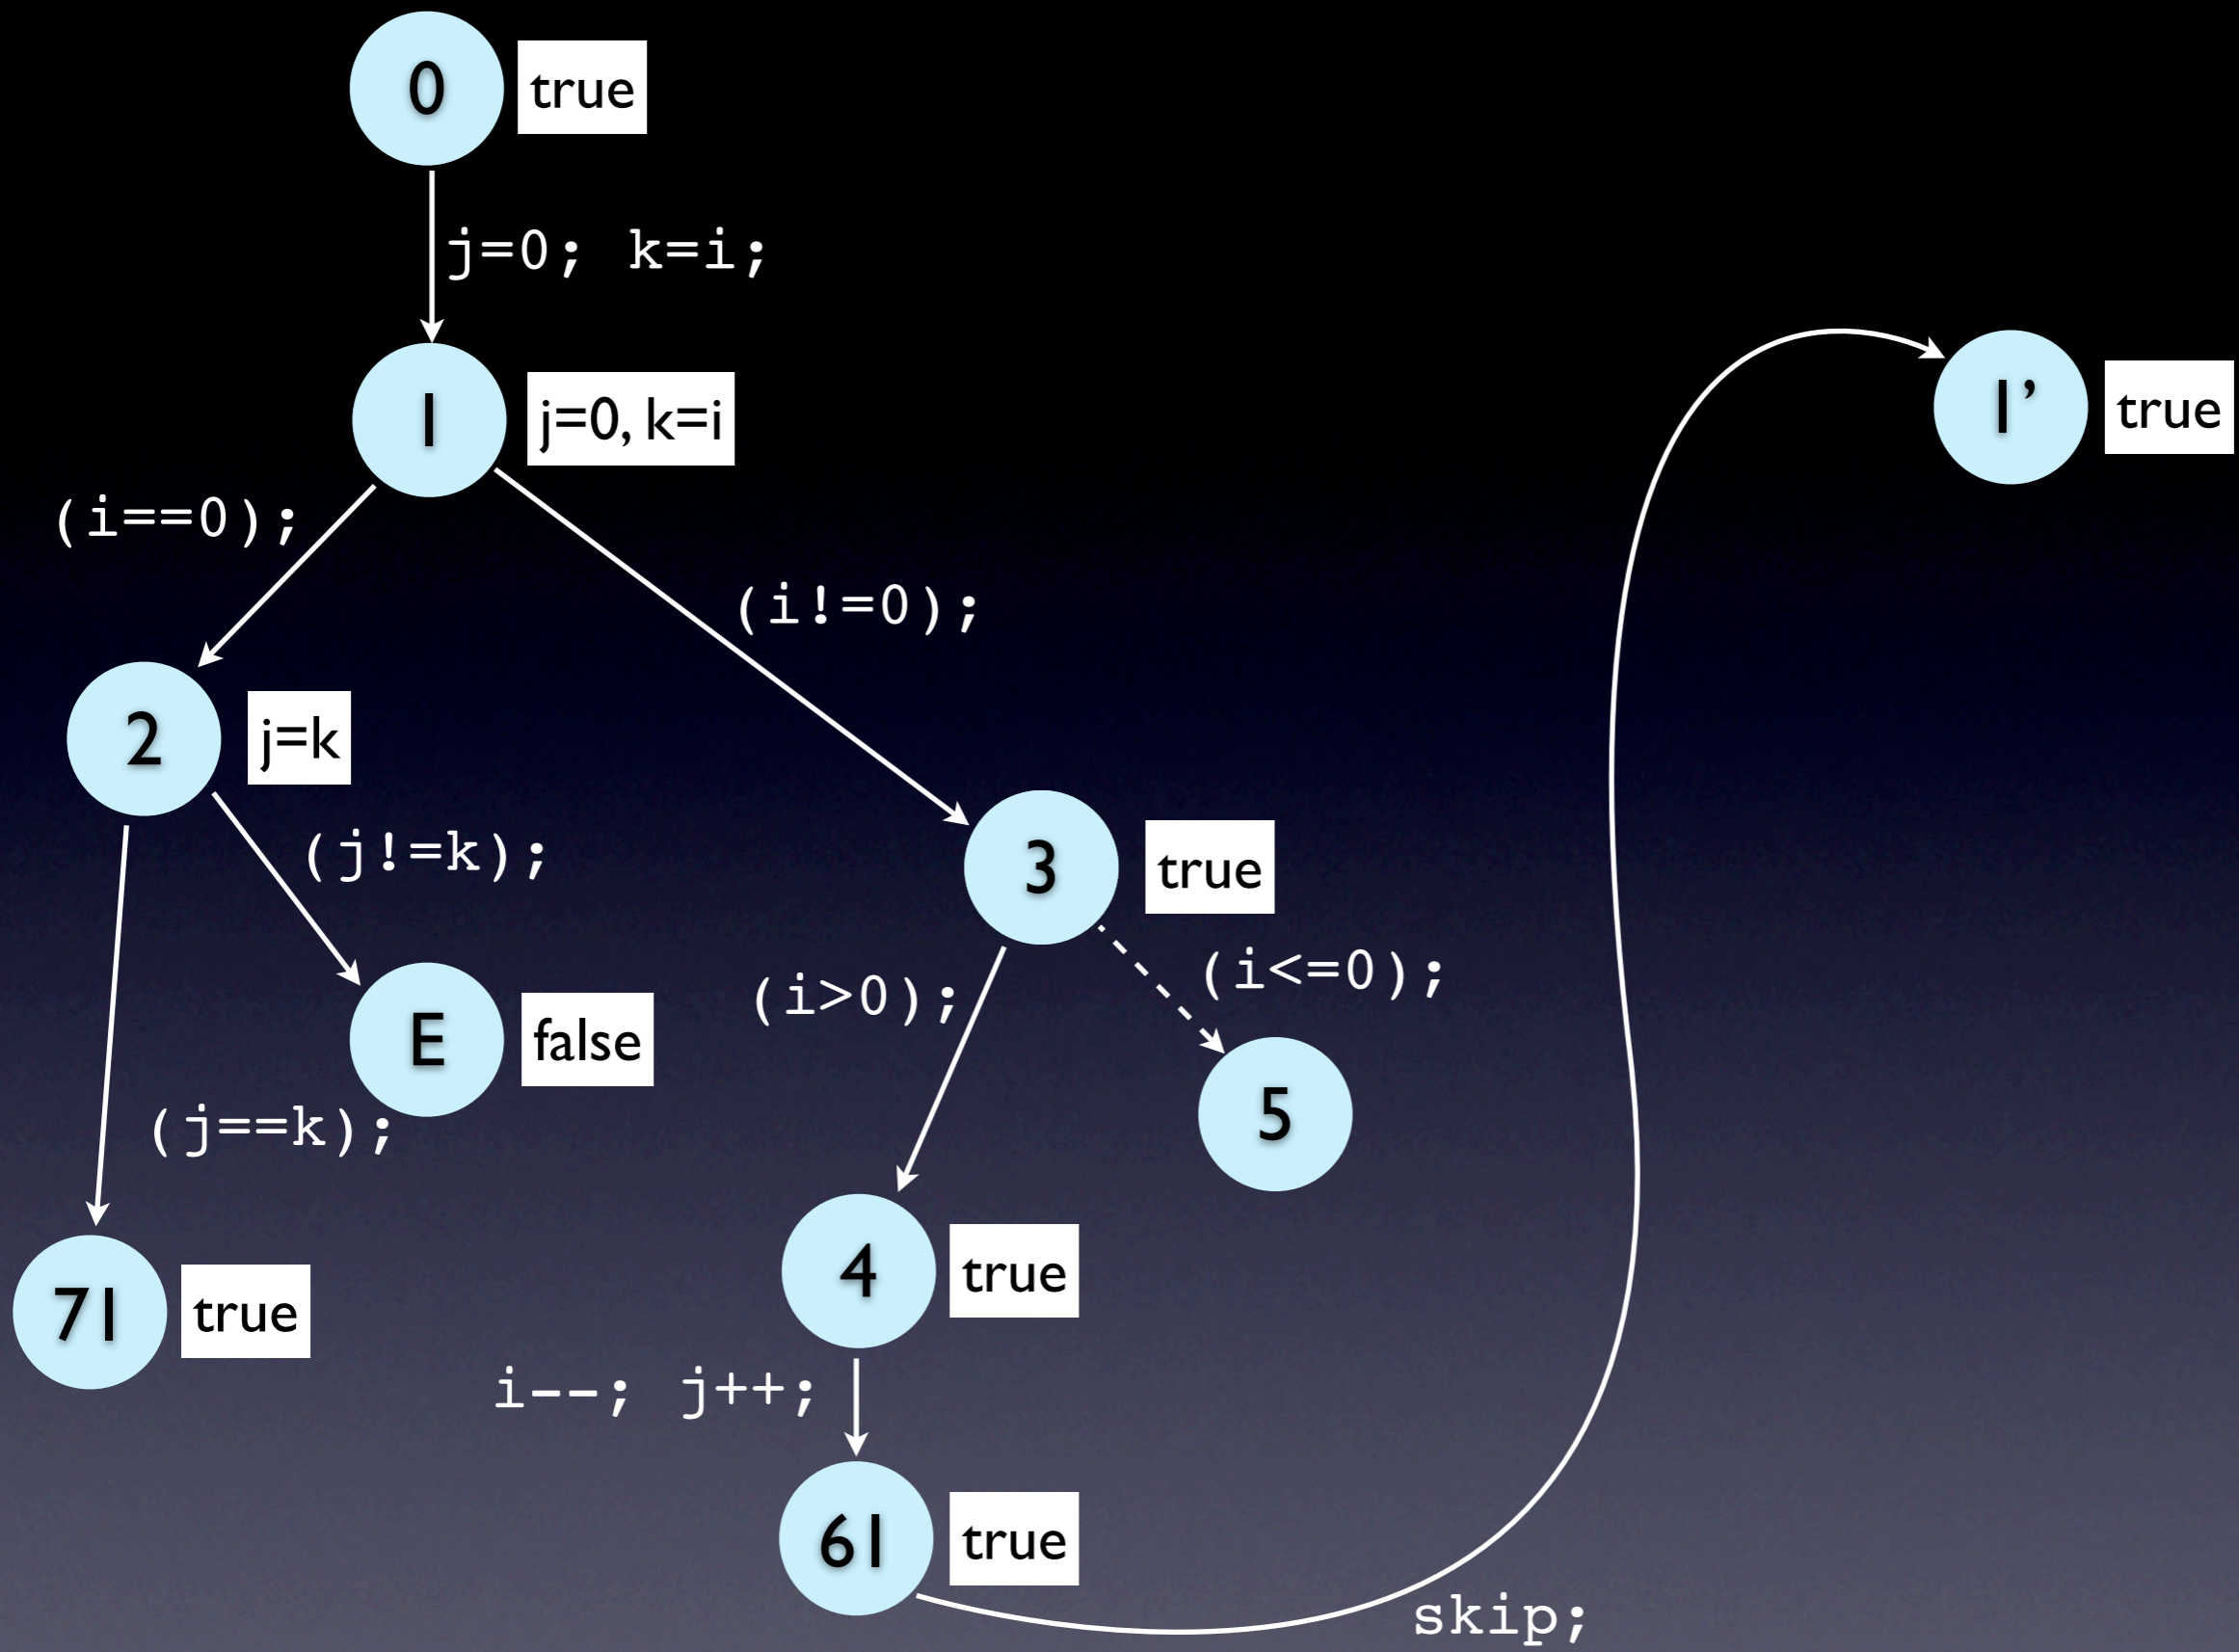 0
true
j=0; k=i;
1
j=0, k=i
1’
true
(i==0);
(i!=0);
2
j=k
(j!=k);
3
true
(i>0);
(i<=0);
E
false
(j==k);
5
71
true
4
true
i--; j++;
61
true
skip;